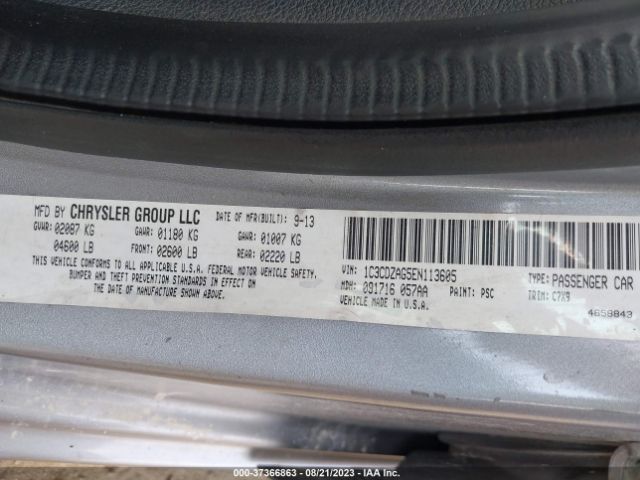 MFD BY CHRYSLER GROUP LLC DATE OF MFR(BUILT): 9-13
GVWR: 02087 KG GAWR: 01180 KG GAWR: 01007 KG
04600 LB FRONT: 02600 LB REAR: 02220 LB
THIS VEHICLE CONFORMS TO ALL APPLICABLE U.S.A. FEDERAL MOTOR VEHICLE SAFETY,
BUMPER AND THEFT PREVENTION STANDARDS IN EFFECT ON
THE DATE OF MANUFACTURE SHOWN ABOVE.
VIN: 1C3CDZAG5EN113605 TYPE: PASSENGER CAR
MDH: 091716 057AA PAINT: PSC TRIM: C7X9
VEHICLE MADE IN U.S.A. 4658843
000-37366863 08/21/2023 IAA Inc.